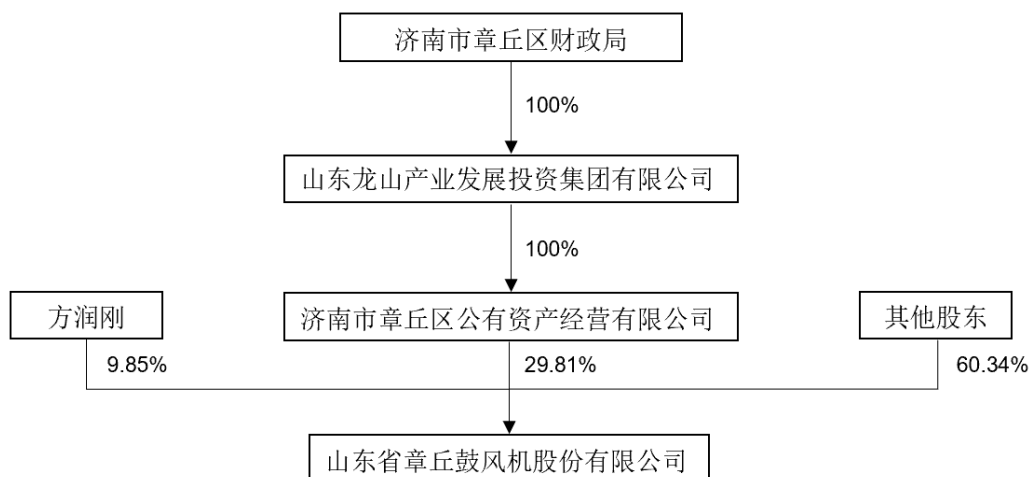 济南市章丘区财政局
100%
山东龙山产业发展投资集团有限公司
100%
方润刚
济南市章丘区公有资产经营有限公司
其他股东
9.85%
29.81%
60.34%
山东省章丘鼓风机股份有限公司